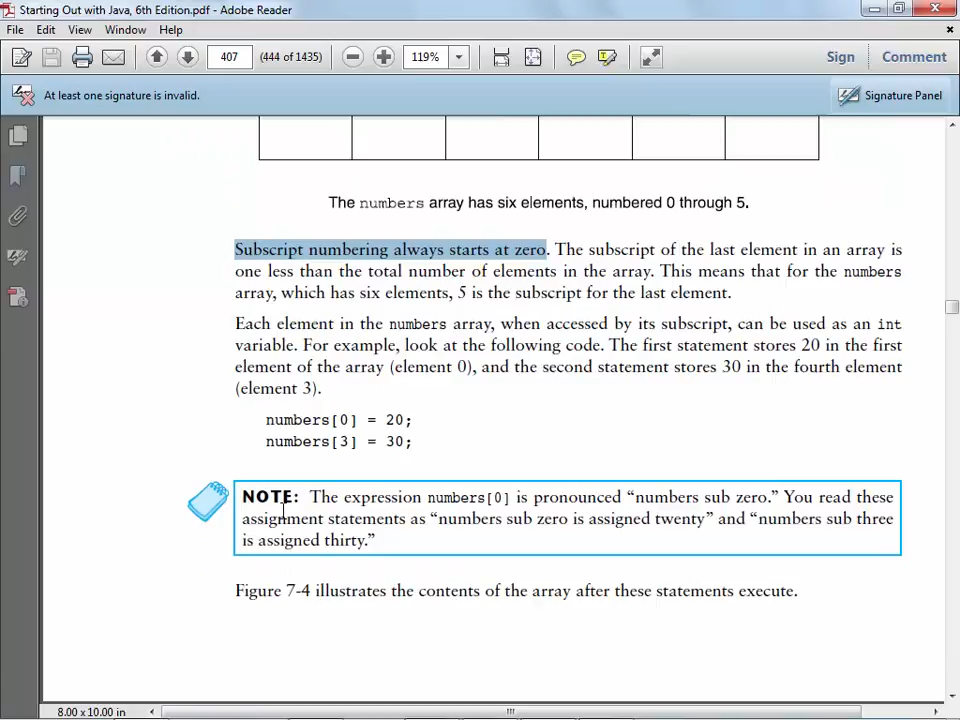 Starting Out with Java, 6th Edition.pdf - Adobe Reader
File Edit View Window Help
407 (444 of 1435) 119% Sign Comment
At least one signature is invalid. Signature Panel
The numbers array has six elements, numbered 0 through 5.
Subscript numbering always starts at zero. The subscript of the last element in an array is
one less than the total number of elements in the array. This means that for the numbers
array, which has six elements, 5 is the subscript for the last element.
Each element in the numbers array, when accessed by its subscript, can be used as an int
variable. For example, look at the following code. The first statement stores 20 in the first
element of the array (element 0), and the second statement stores 30 in the fourth element
(element 3).
numbers[0] = 20;
numbers[3] = 30;
NOTE: The expression numbers[0] is pronounced “numbers sub zero.” You read these
assignment statements as “numbers sub zero is assigned twenty” and “numbers sub three
is assigned thirty.”
Figure 7-4 illustrates the contents of the array after these statements execute.
8.00 x 10.00 in